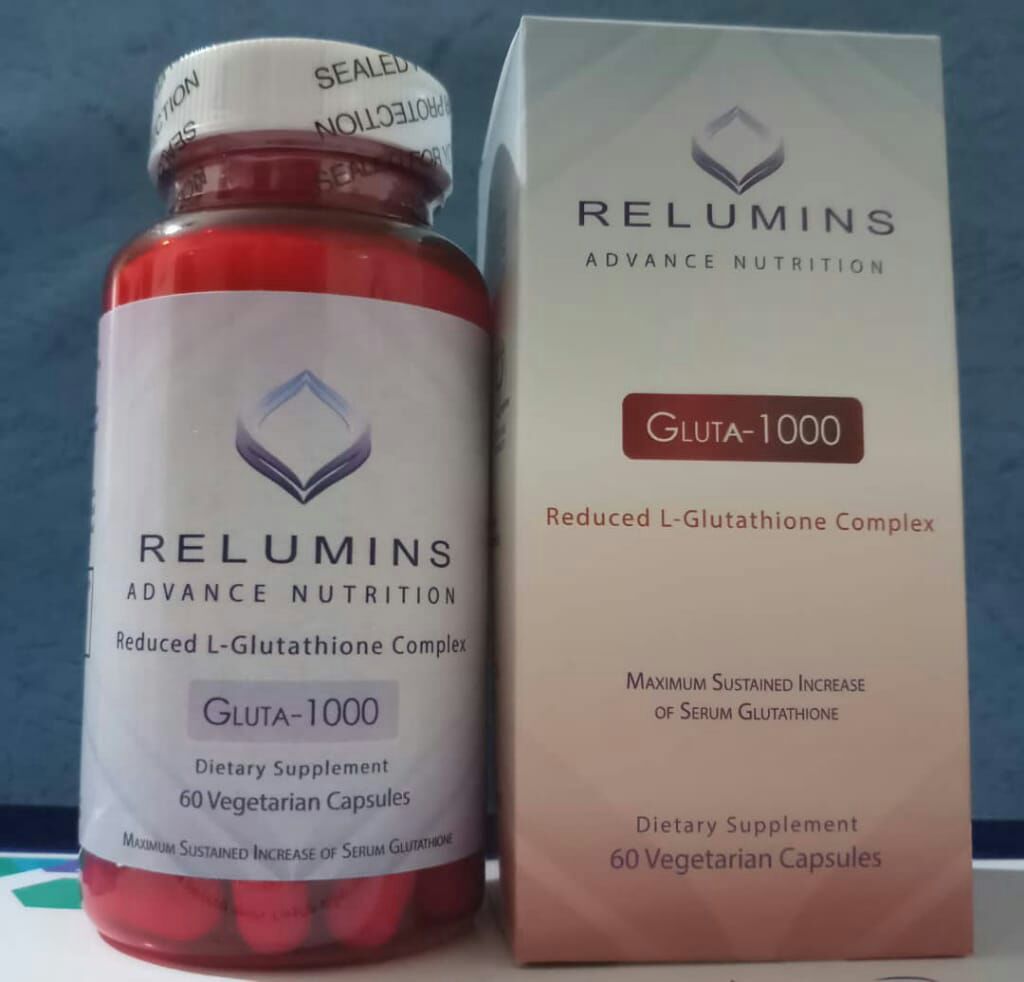 SEALED
PROTECTION
SEALED FOR
RELUMINS
ADVANCE NUTRITION
Reduced L-Glutathione Complex
GLUTA-1000
Dietary Supplement
60 Vegetarian Capsules
MAXIMUM SUSTAINED INCREASE OF SERUM GLUTATHIONE
RELUMINS
ADVANCE NUTRITION
GLUTA-1000
Reduced L-Glutathione Complex
MAXIMUM SUSTAINED INCREASE
OF SERUM GLUTATHIONE
Dietary Supplement
60 Vegetarian Capsules